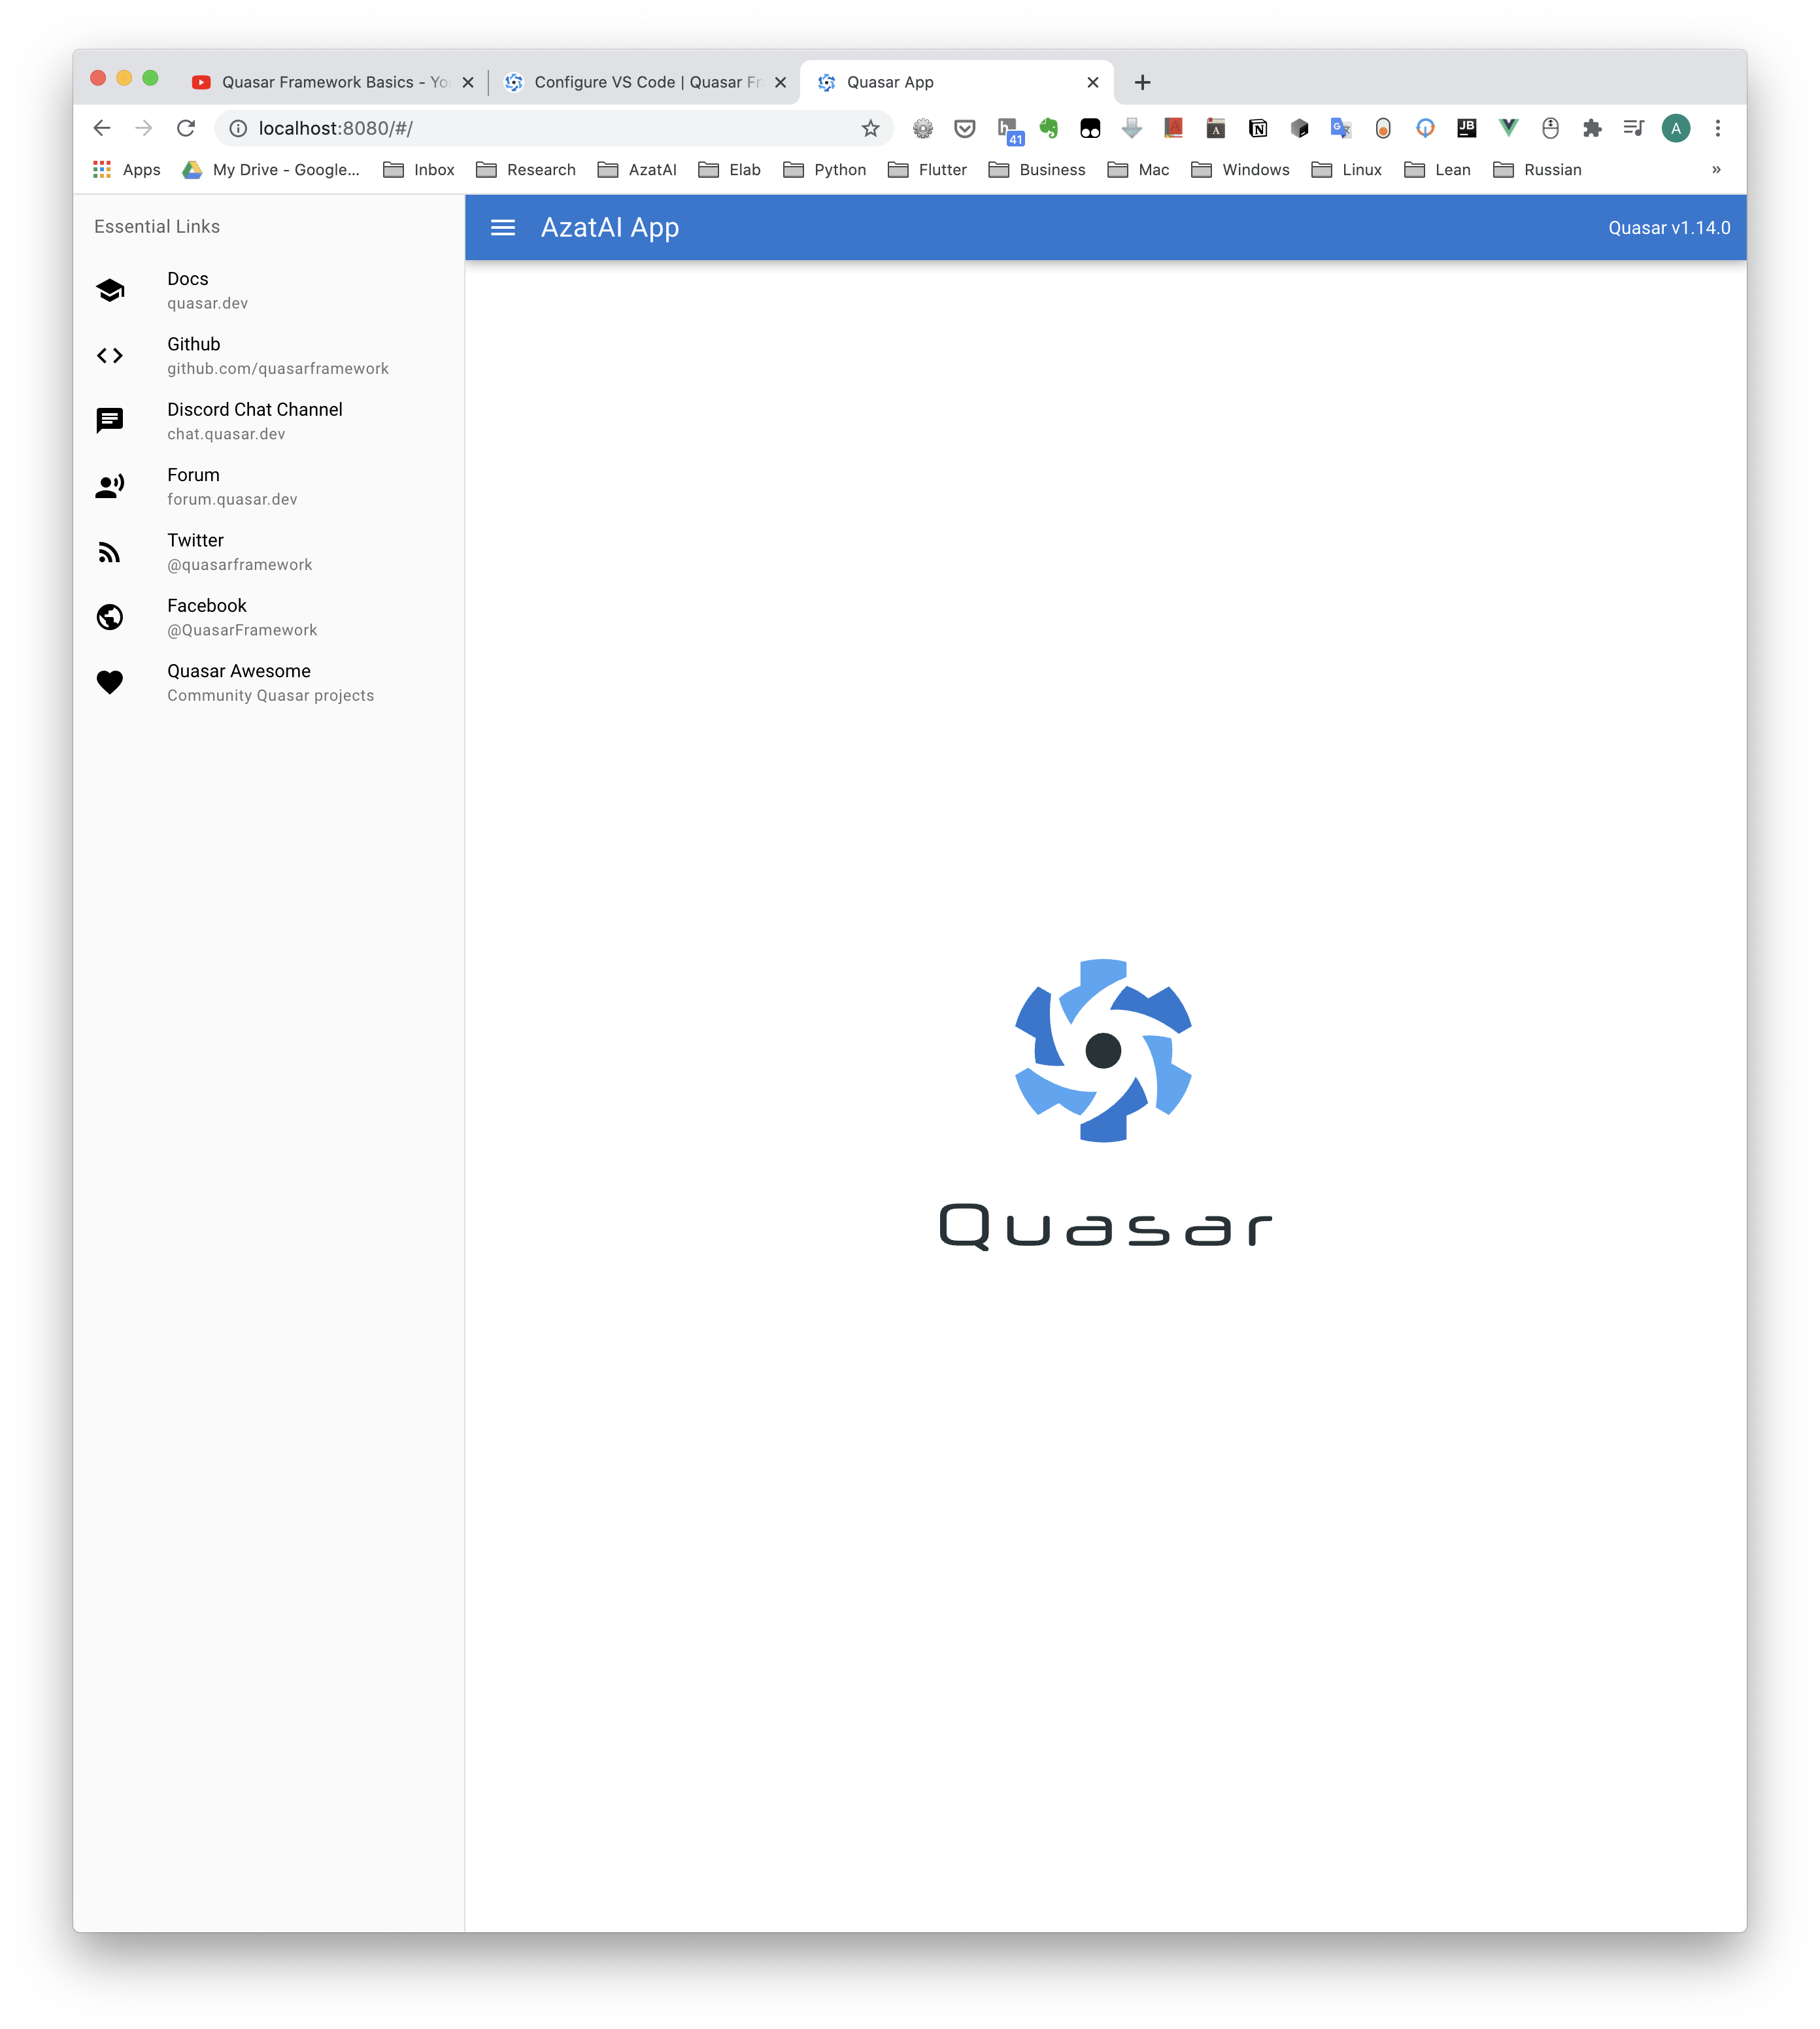 Quasar Framework Basics - Yo
Configure VS Code | Quasar Fr
Quasar App
localhost:8080/#/
41
A
JB
A
Apps
My Drive - Google...
Inbox
Research
AzatAI
Elab
Python
Flutter
Business
Mac
Windows
Linux
Lean
Russian
»
Essential Links
AzatAI App
Quasar v1.14.0
Docs
quasar.dev
Github
github.com/quasarframework
Discord Chat Channel
chat.quasar.dev
Forum
forum.quasar.dev
Twitter
@quasarframework
Facebook
@QuasarFramework
Quasar Awesome
Community Quasar projects
Quasar